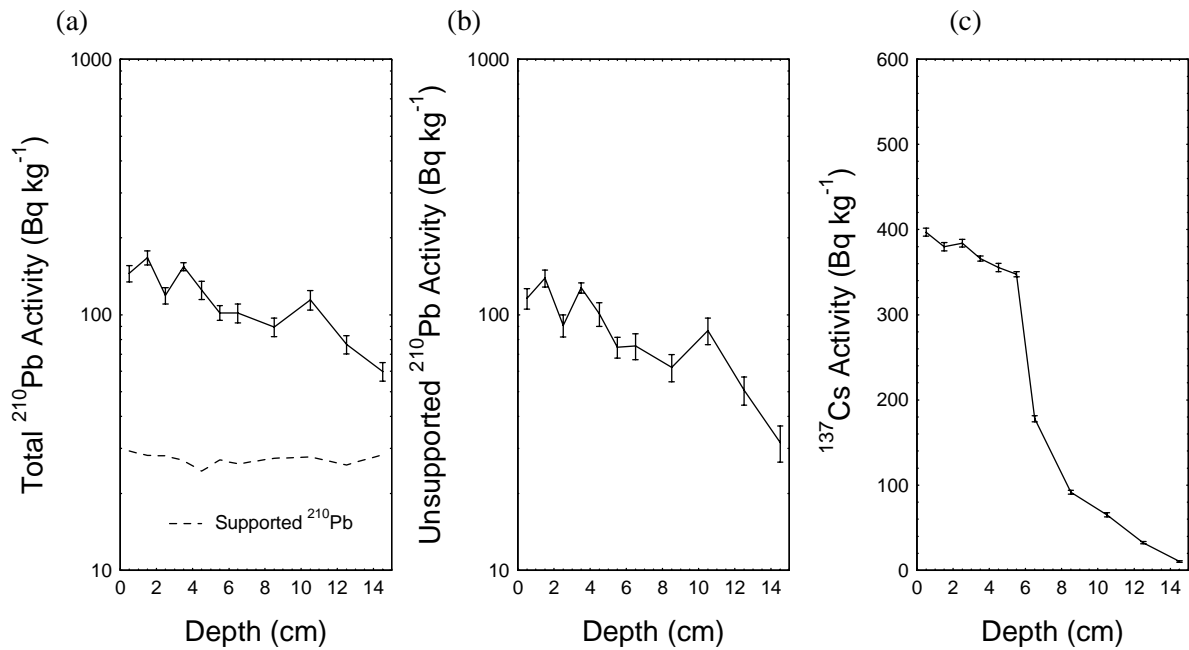 (a)
Total ²¹⁰Pb Activity (Bq kg⁻¹)
1000
100
10
Supported ²¹⁰Pb
0 2 4 6 8 10 12 14
Depth (cm)
(b)
Unsupported ²¹⁰Pb Activity (Bq kg⁻¹)
1000
100
10
0 2 4 6 8 10 12 14
Depth (cm)
(c)
¹³⁷Cs Activity (Bq kg⁻¹)
600
500
400
300
200
100
0
0 2 4 6 8 10 12 14
Depth (cm)